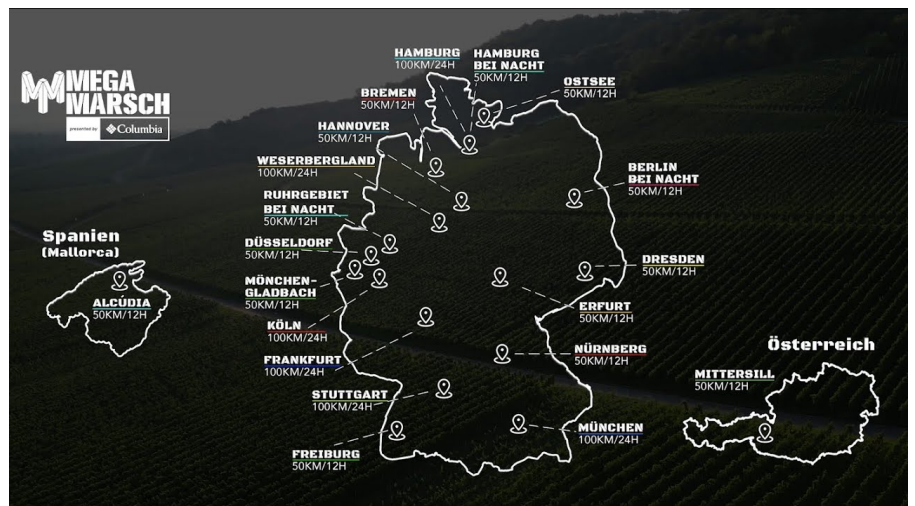 MEGA
MARSCH
presented by Columbia
HAMBURG
100KM/24H
HAMBURG
BEI NACHT
50KM/12H
OSTSEE
50KM/12H
BREMEN
50KM/12H
HANNOVER
50KM/12H
WESERBERGLAND
100KM/24H
BERLIN
BEI NACHT
50KM/12H
RUHRGEBIET
BEI NACHT
50KM/12H
DÜSSELDORF
50KM/12H
MÖNCHEN-
GLADBACH
50KM/12H
KÖLN
100KM/24H
FRANKFURT
100KM/24H
STUTTGART
100KM/24H
FREIBURG
50KM/12H
DRESDEN
50KM/12H
ERFURT
50KM/12H
NÜRNBERG
50KM/12H
MÜNCHEN
100KM/24H
Spanien
(Mallorca)
ALCÚDIA
50KM/12H
Österreich
MITTERSILL
50KM/12H